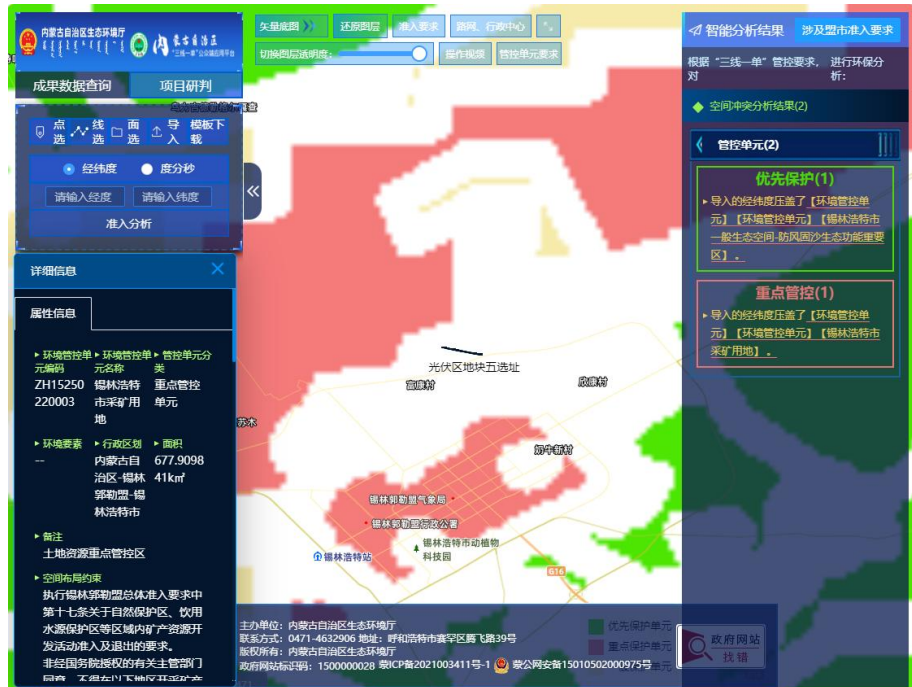 内蒙古自治区生态环境厅
内蒙古自治区
“三线一单”公众端应用平台
成果数据查询
项目研判
点选
线选
面选
导入
模板下载
经纬度
度分秒
请输入经度
请输入纬度
准入分析
矢量底图
还原图层
准入要求
路网、行政中心
切换图层透明度:
操作视频
管控单元要求
详细信息
属性信息
环境管控单元编码
ZH15250220003
环境管控单元名称
锡林浩特市采矿用地
管控单元分类
重点管控单元
环境要素
--
行政区划
内蒙古自治区-锡林郭勒盟-锡林浩特市
面积
677.909841k㎡
备注
土地资源重点管控区
空间布局约束
执行锡林郭勒盟总体准入要求中
第十七条关于自然保护区、饮用
水源保护区等区域内矿产资源开
发活动准入及退出的要求。
非经国务院授权的有关主管部门
同意，不得在以下地区开采矿产
光伏区地块五选址
富康村
欣康村
苏木
奶牛新村
锡林郭勒盟气象局
锡林郭勒盟行政公署
锡林浩特市动植物
科技园
锡林浩特站
G16
主办单位：内蒙古自治区生态环境厅
联系方式：0471-4632906 地址：呼和浩特市赛罕区腾飞路39号
版权所有：内蒙古自治区生态环境厅
政府网站标识码：1500000028 蒙ICP备2021003411号-1 蒙公网安备15010502000975号
优先保护单元
重点管控单元
政府网站
找错
智能分析结果
涉及盟市准入要求
根据“三线一单”管控要求，对
进行环保分析:
空间冲突分析结果(2)
管控单元(2)
优先保护(1)
导入的经纬度压盖了【环境管控单
元】【环境管控单元】【锡林浩特市
一般生态空间-防风固沙生态功能重要
区】。
重点管控(1)
导入的经纬度压盖了【环境管控单
元】【环境管控单元】【锡林浩特市
采矿用地】。